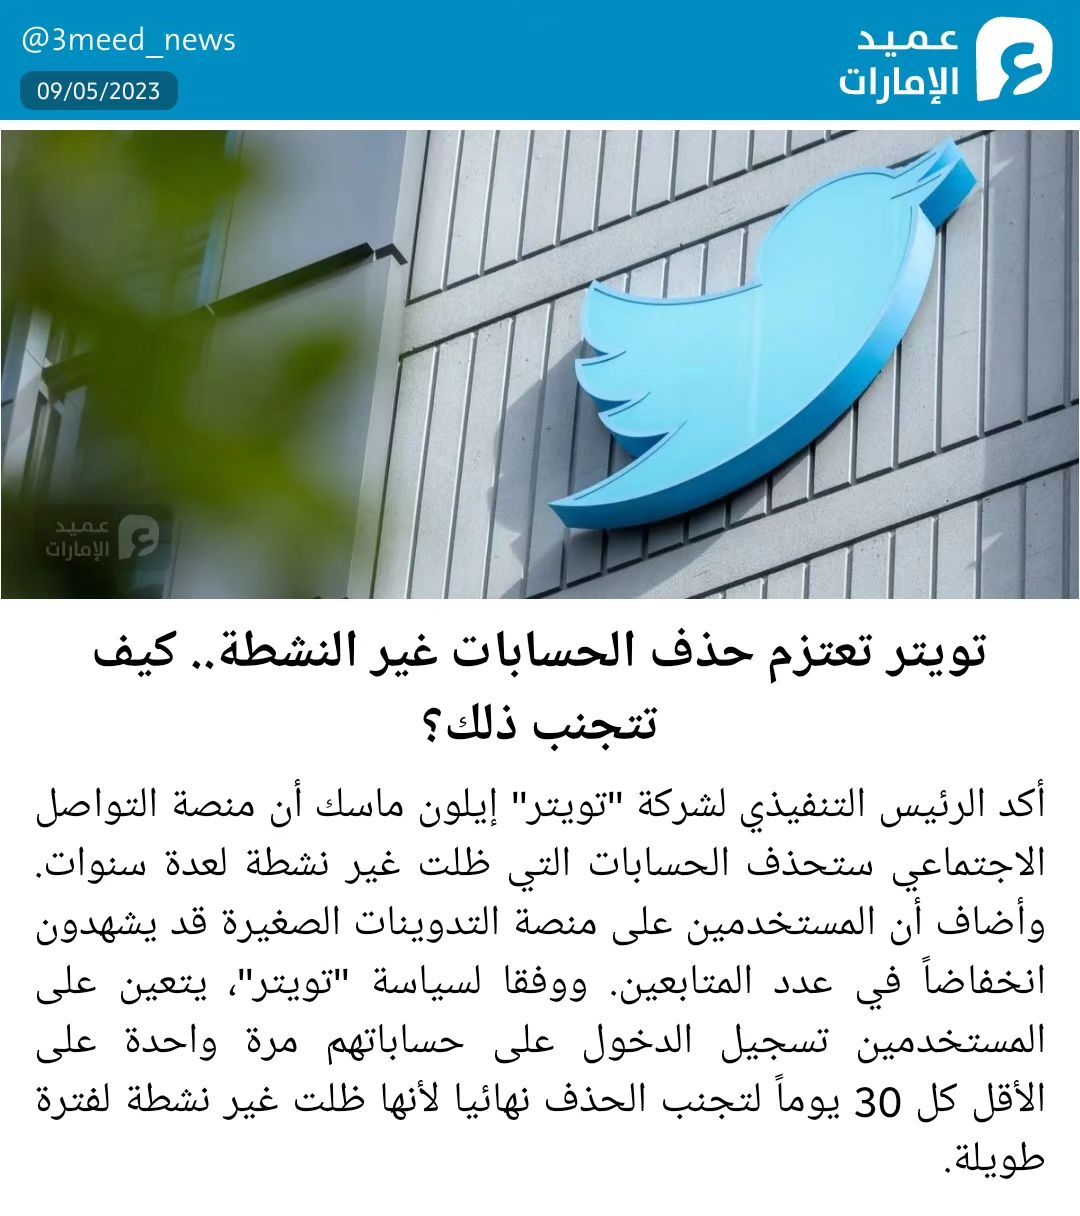 @3meed_news
عميد
الإمارات
09/05/2023
عميد
الإمارات
تويتر تعتزم حذف الحسابات غير النشطة.. كيف
تتجنب ذلك؟
أكد الرئيس التنفيذي لشركة "تويتر" إيلون ماسك أن منصة التواصل
الاجتماعي ستحذف الحسابات التي ظلت غير نشطة لعدة سنوات.
وأضاف أن المستخدمين على منصة التدوينات الصغيرة قد يشهدون
انخفاضاً في عدد المتابعين. ووفقا لسياسة "تويتر"، يتعين على
المستخدمين تسجيل الدخول على حساباتهم مرة واحدة على
الأقل كل 30 يوماً لتجنب الحذف نهائيا لأنها ظلت غير نشطة لفترة
طويلة.